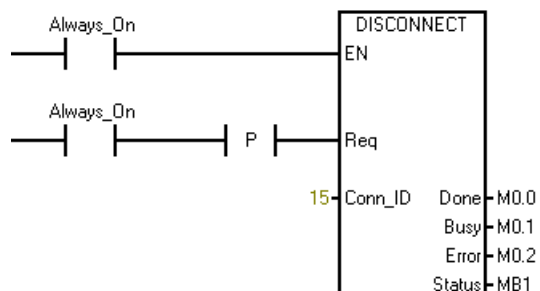 Always_On
DISCONNECT
EN
Always_On
P
Req
15
Conn_ID
Done
M0.0
Busy
M0.1
Error
M0.2
Status
MB1